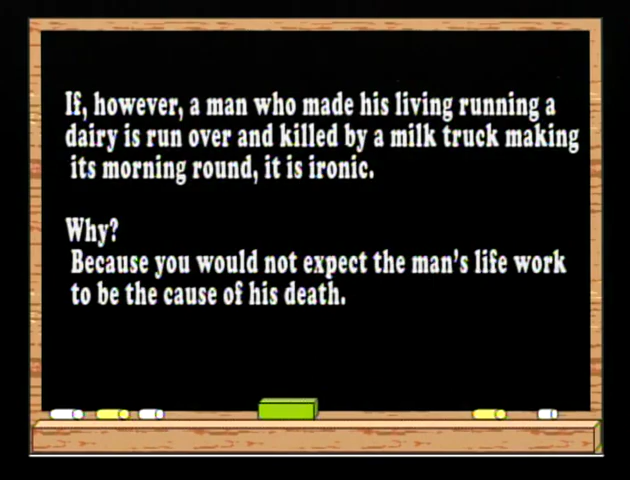 If, however, a man who made his living running a
dairy is run over and killed by a milk truck making
its morning round, it is ironic.
Why?
Because you would not expect the man's life work
to be the cause of his death.